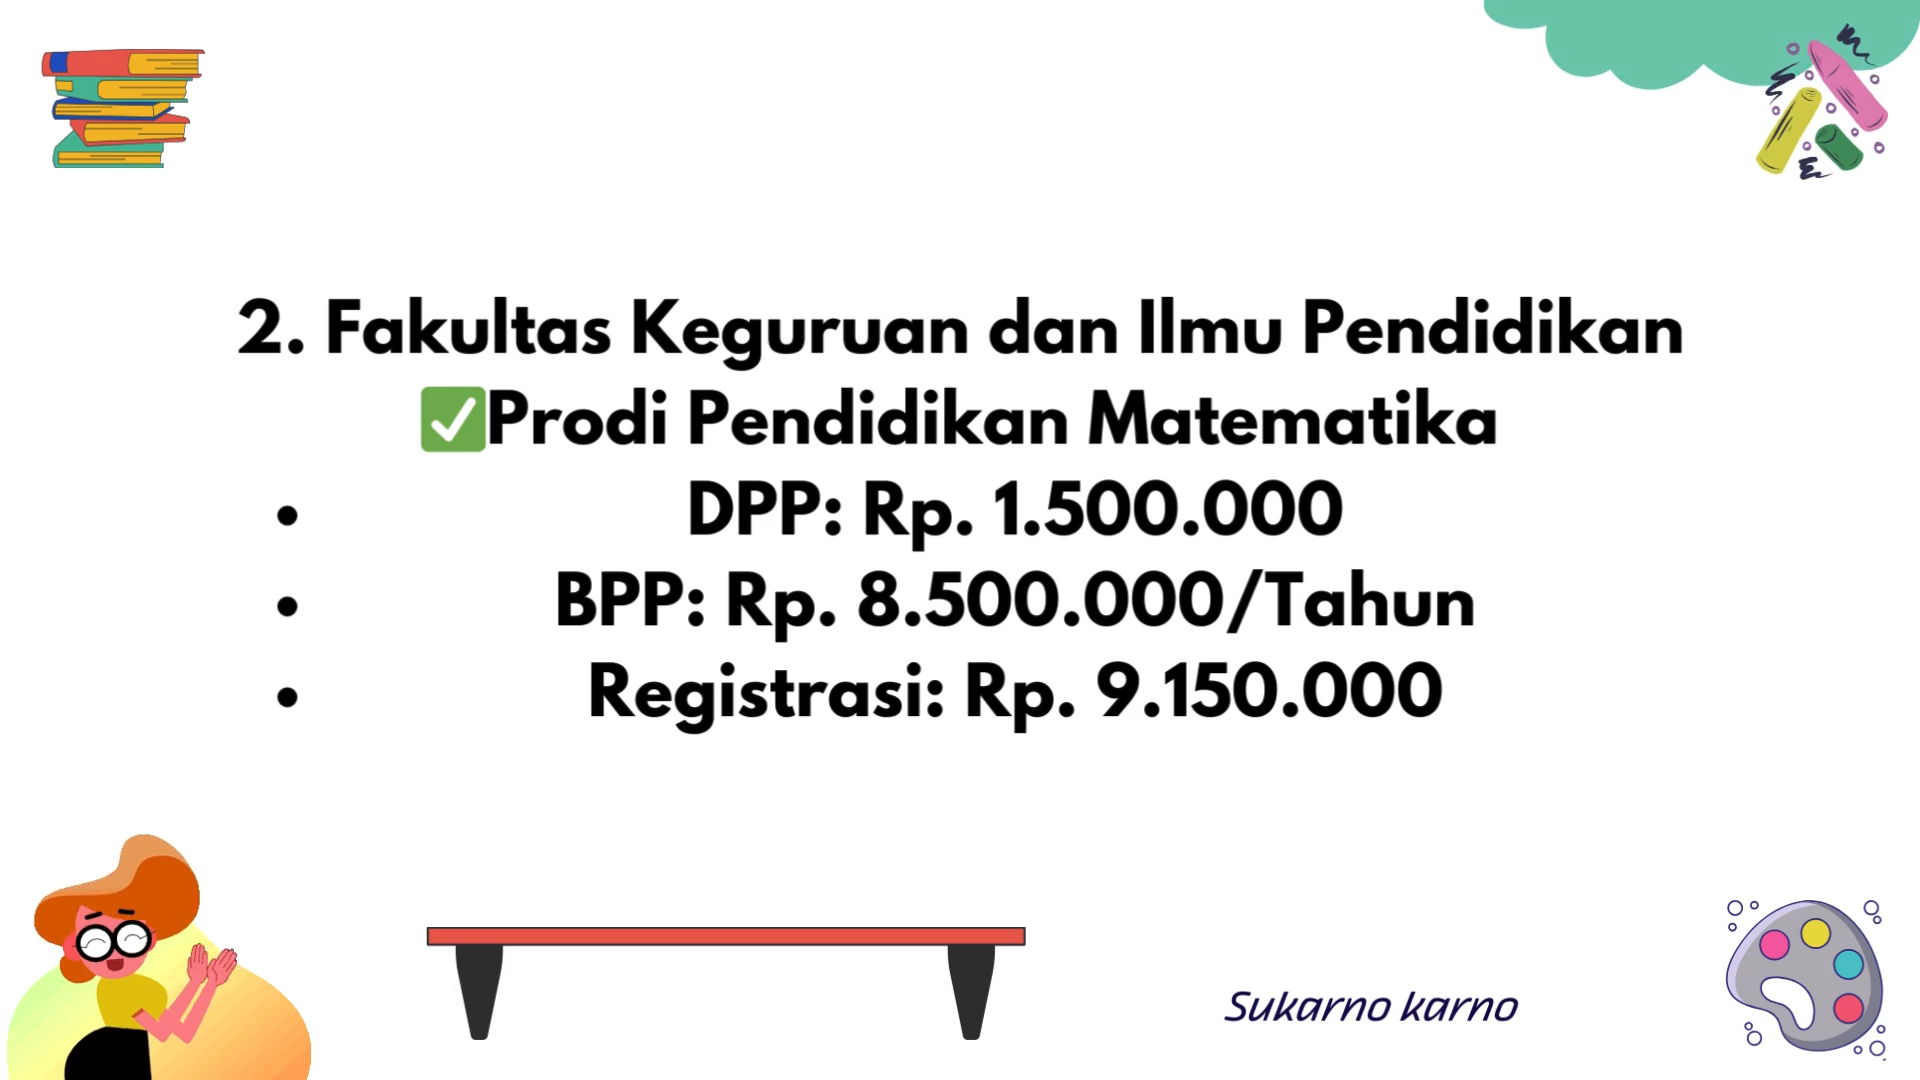 2. Fakultas Keguruan dan Ilmu Pendidikan
✅Prodi Pendidikan Matematika
• DPP: Rp. 1.500.000
• BPP: Rp. 8.500.000/Tahun
• Registrasi: Rp. 9.150.000
Sukarno karno